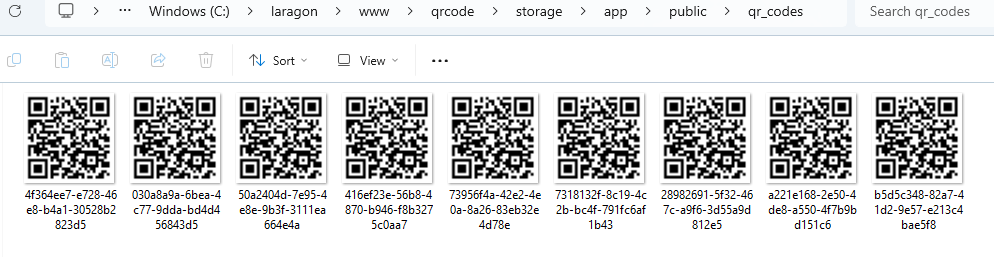 Windows (C:) > laragon > www > qrcode > storage > app > public > qr_codes > Search qr_codes
Sort View
4f364ee7-e728-46
e8-b4a1-30528b2
823d5
030a8a9a-6bea-4
c77-9dda-bd4d4
56843d5
50a2404d-7e95-4
e8e-9b3f-3111ea
664e4a
416ef23e-56b8-4
870-b946-f8b327
5c0aa7
73956f4a-42e2-4e
0a-8a26-83eb32e
4d78e
7318132f-8c19-4c
2b-bc4f-791fc6af
1b43
28982691-5f32-46
7c-a9f6-3d55a9d
812e5
a221e168-2e50-4
de8-a550-4f7b9b
d151c6
b5d5c348-82a7-4
1d2-9e57-e213c4
bae5f8